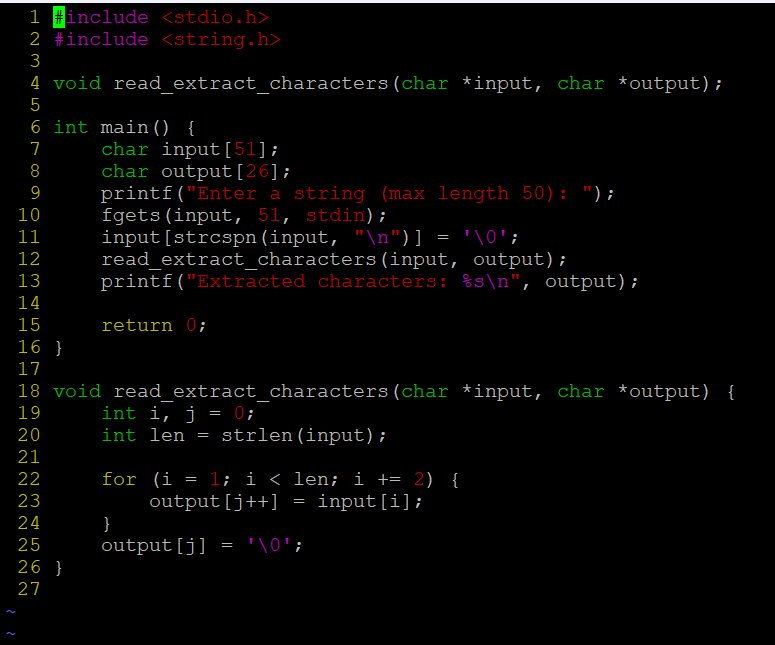 1 #include <stdio.h>
2 #include <string.h>
3
4 void read_extract_characters(char *input, char *output);
5
6 int main() {
7     char input[51];
8     char output[26];
9     printf("Enter a string (max length 50): ");
10     fgets(input, 51, stdin);
11     input[strcspn(input, "\n")] = '\0';
12     read_extract_characters(input, output);
13     printf("Extracted characters: %s\n", output);
14
15     return 0;
16 }
17
18 void read_extract_characters(char *input, char *output) {
19     int i, j = 0;
20     int len = strlen(input);
21
22     for (i = 1; i < len; i += 2) {
23         output[j++] = input[i];
24     }
25     output[j] = '\0';
26 }
27
~
~